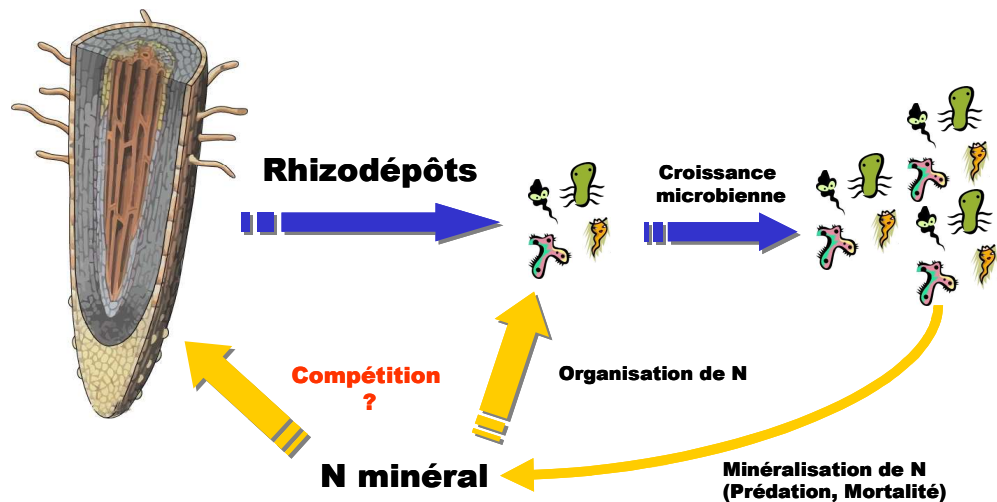 Rhizodépôts
Croissance
microbienne
Compétition
?
Organisation de N
N minéral
Minéralisation de N
(Prédation, Mortalité)